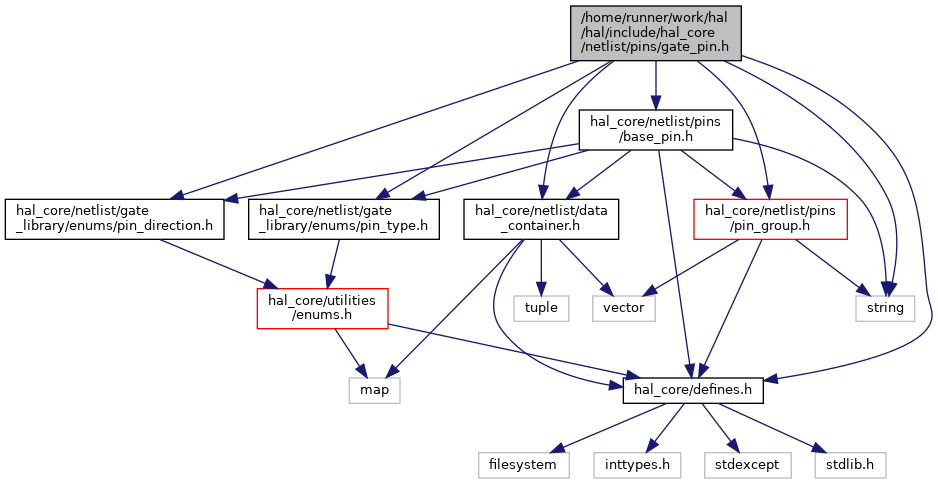 /home/runner/work/hal
/hal/include/hal_core
/netlist/pins/gate_pin.h
hal_core/netlist/pins
/base_pin.h
hal_core/netlist/gate
_library/enums/pin_direction.h
hal_core/netlist/gate
_library/enums/pin_type.h
hal_core/netlist/data
_container.h
hal_core/netlist/pins
/pin_group.h
hal_core/utilities
/enums.h
tuple
vector
string
map
hal_core/defines.h
filesystem
inttypes.h
stdexcept
stdlib.h